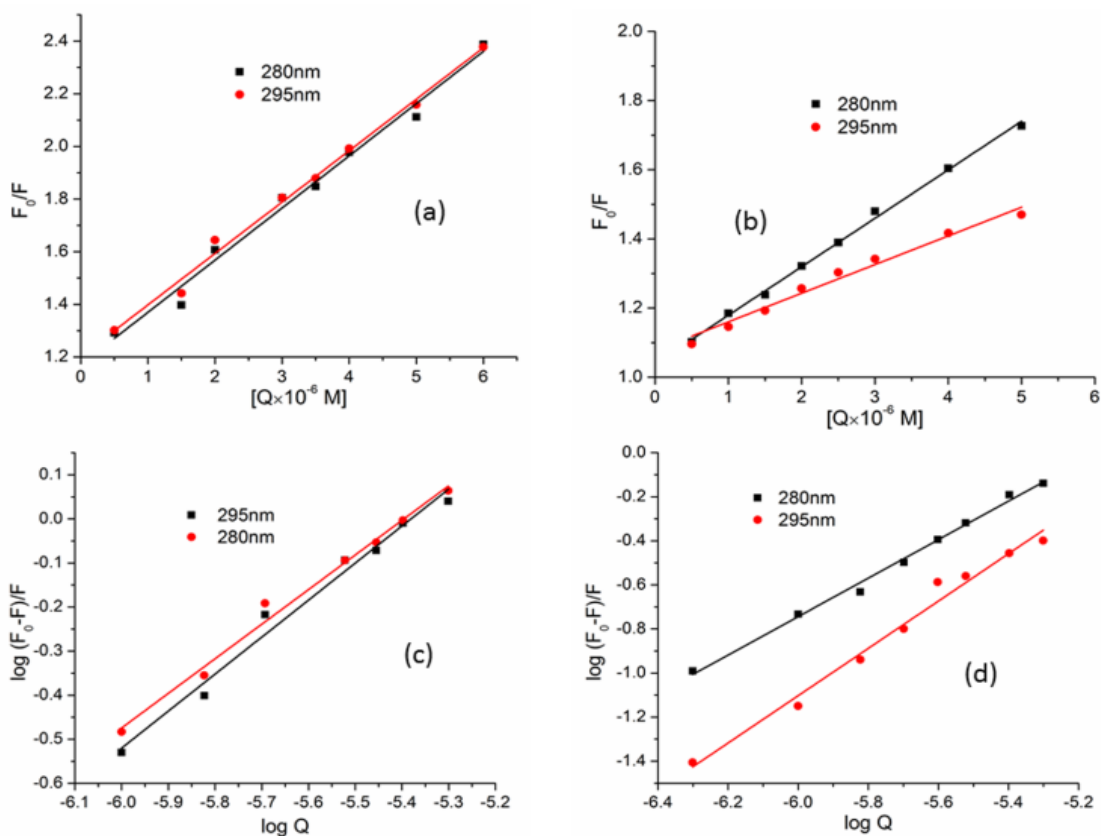 2.4
2.2
2.0
1.8
1.6
1.4
1.2
F₀/F
280nm
295nm
(a)
0 1 2 3 4 5 6
[Q×10⁻⁶ M]
2.0
1.8
1.6
1.4
1.2
1.0
F₀/F
280nm
295nm
(b)
0 1 2 3 4 5 6
[Q×10⁻⁶ M]
0.1
0.0
-0.1
-0.2
-0.3
-0.4
-0.5
-0.6
log (F₀-F)/F
295nm
280nm
(c)
-6.1 -6.0 -5.9 -5.8 -5.7 -5.6 -5.5 -5.4 -5.3 -5.2
log Q
-0.0
-0.2
-0.4
-0.6
-0.8
-1.0
-1.2
-1.4
log (F₀-F)/F
280nm
295nm
(d)
-6.4 -6.2 -6.0 -5.8 -5.6 -5.4 -5.2
log Q